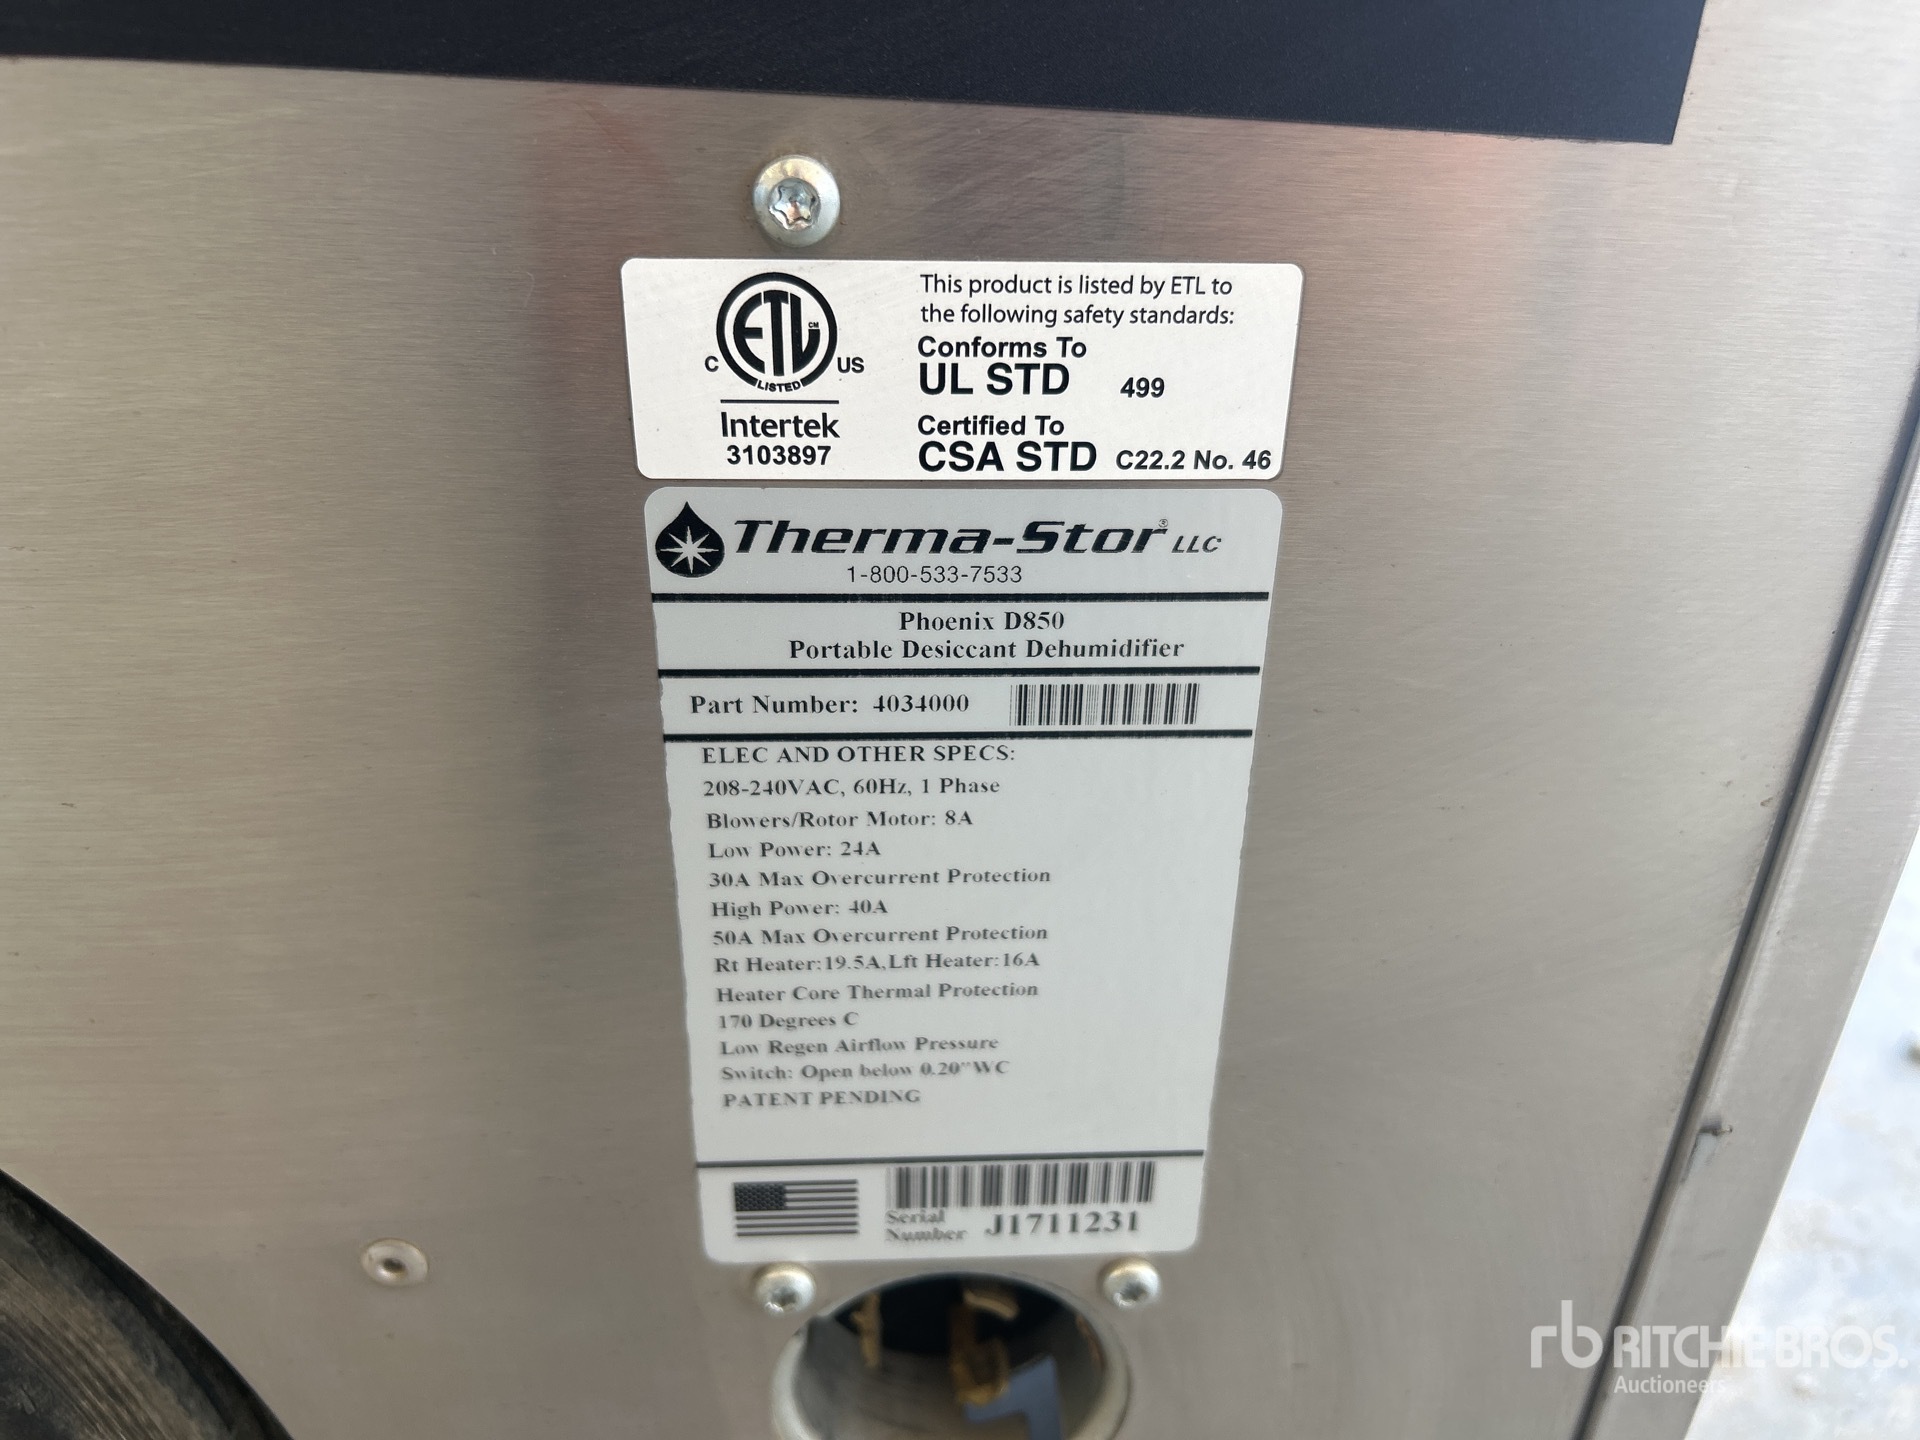 This product is listed by ETL to
the following safety standards:
Conforms To
UL STD 499
Certified To
CSA STD C22.2 No. 46
ETL CM
LISTED
C US
Intertek
3103897
Therma-Stor® LLC
1-800-533-7533
Phoenix D850
Portable Desiccant Dehumidifier
Part Number: 4034000
ELEC AND OTHER SPECS:
208-240VAC, 60Hz, 1 Phase
Blowers/Rotor Motor: 8A
Low Power: 24A
30A Max Overcurrent Protection
High Power: 40A
50A Max Overcurrent Protection
Rt Heater:19.5A,Lft Heater:16A
Heater Core Thermal Protection
170 Degrees C
Low Regen Airflow Pressure
Switch: Open below 0.20"WC
PATENT PENDING
Serial
Number J1711231
rb RITCHIE BROS.
Auctioneers